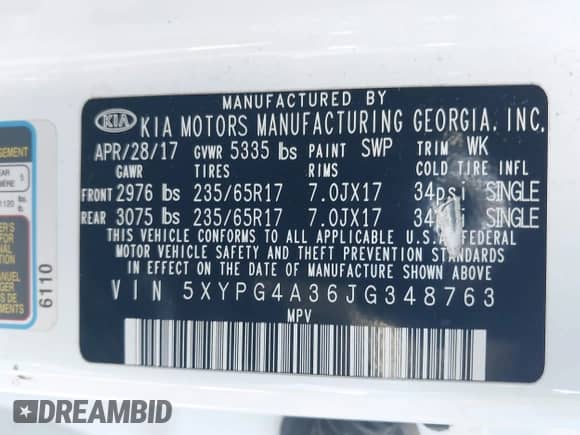 MANUFACTURED BY
KIA KIA MOTORS MANUFACTURING GEORGIA, INC.
APR/28/17 GVWR 5335 lbs PAINT SWP TRIM WK
GAWR TIRES RIMS COLD TIRE INFL
FRONT 2976 lbs 235/65R17 7.0JX17 34psi SINGLE
REAR 3075 lbs 235/65R17 7.0JX17 34 i SINGLE
THIS VEHICLE CONFORMS TO ALL APPLICABLE U.S.A FEDERAL
MOTOR VEHICLE SAFETY AND THEFT PREVENTION STANDARDS
IN EFFECT ON THE DATE OF MANUFACTURE SHOWN ABOVE.
VIN 5XYPG4A36JG348763
MPV
6110
5
DREAMBID